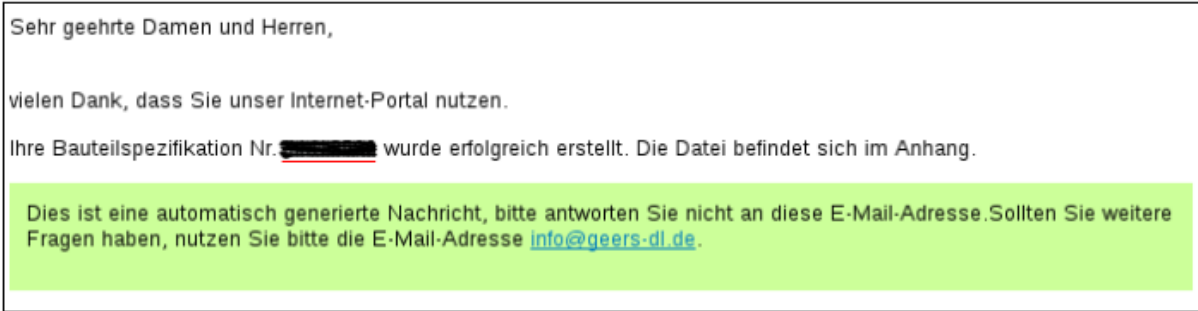 Sehr geehrte Damen und Herren,
vielen Dank, dass Sie unser Internet-Portal nutzen.
Ihre Bauteilspezifikation Nr. wurde erfolgreich erstellt. Die Datei befindet sich im Anhang.
Dies ist eine automatisch generierte Nachricht, bitte antworten Sie nicht an diese E-Mail-Adresse.Sollten Sie weitere
Fragen haben, nutzen Sie bitte die E-Mail-Adresse info@geers-dl.de.